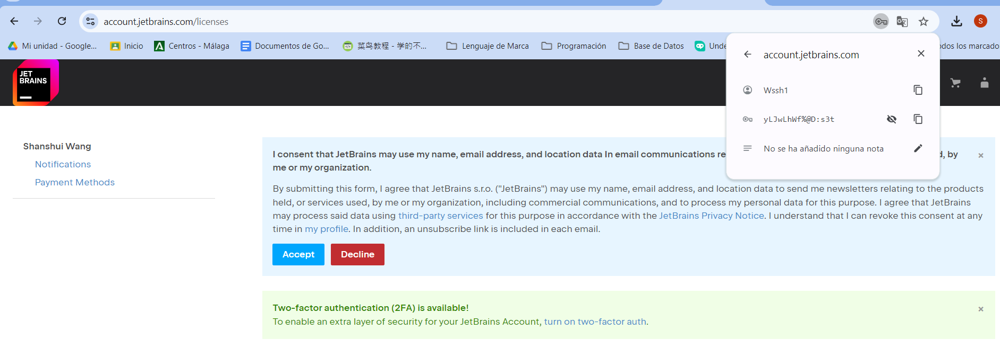 account.jetbrains.com/licenses
S
Mi unidad - Google...
Inicio
Centros - Málaga
Documentos de Go...
菜鸟教程 - 学的不...
Lenguaje de Marca
Programación
Base de Datos
Unde
odos los marcado
JET
BRAINS
account.jetbrains.com
Wssh1
yLJwLhWf%@D:s3t
No se ha añadido ninguna nota
Shanshui Wang
Notifications
Payment Methods
I consent that JetBrains may use my name, email address, and location data In email communications re
d, by
me or my organization.
By submitting this form, I agree that JetBrains s.r.o. ("JetBrains") may use my name, email address, and location data to send me newsletters relating to the products
held, or services used, by me or my organization, including commercial communications, and to process my personal data for this purpose. I agree that JetBrains
may process said data using third-party services for this purpose in accordance with the JetBrains Privacy Notice. I understand that I can revoke this consent at any
time in my profile. In addition, an unsubscribe link is included in each email.
Accept
Decline
Two-factor authentication (2FA) is available!
To enable an extra layer of security for your JetBrains Account, turn on two-factor auth.